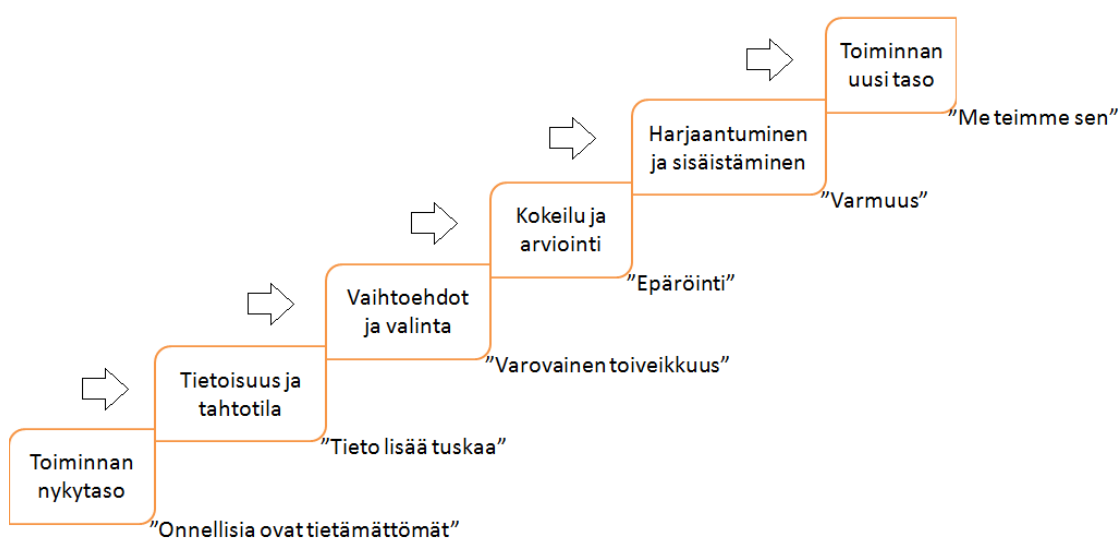 Toiminnan
uusi taso
”Me teimme sen”
Harjaantuminen
ja sisäistäminen
”Varmuus”
Kokeilu ja
arviointi
”Epäröinti”
Vaihtoehdot
ja valinta
”Varovainen toiveikkuus”
Tietoisuus ja
tahtotila
”Tieto lisää tuskaa”
Toiminnan
nykytaso
”Onnellisia ovat tietämättömät”